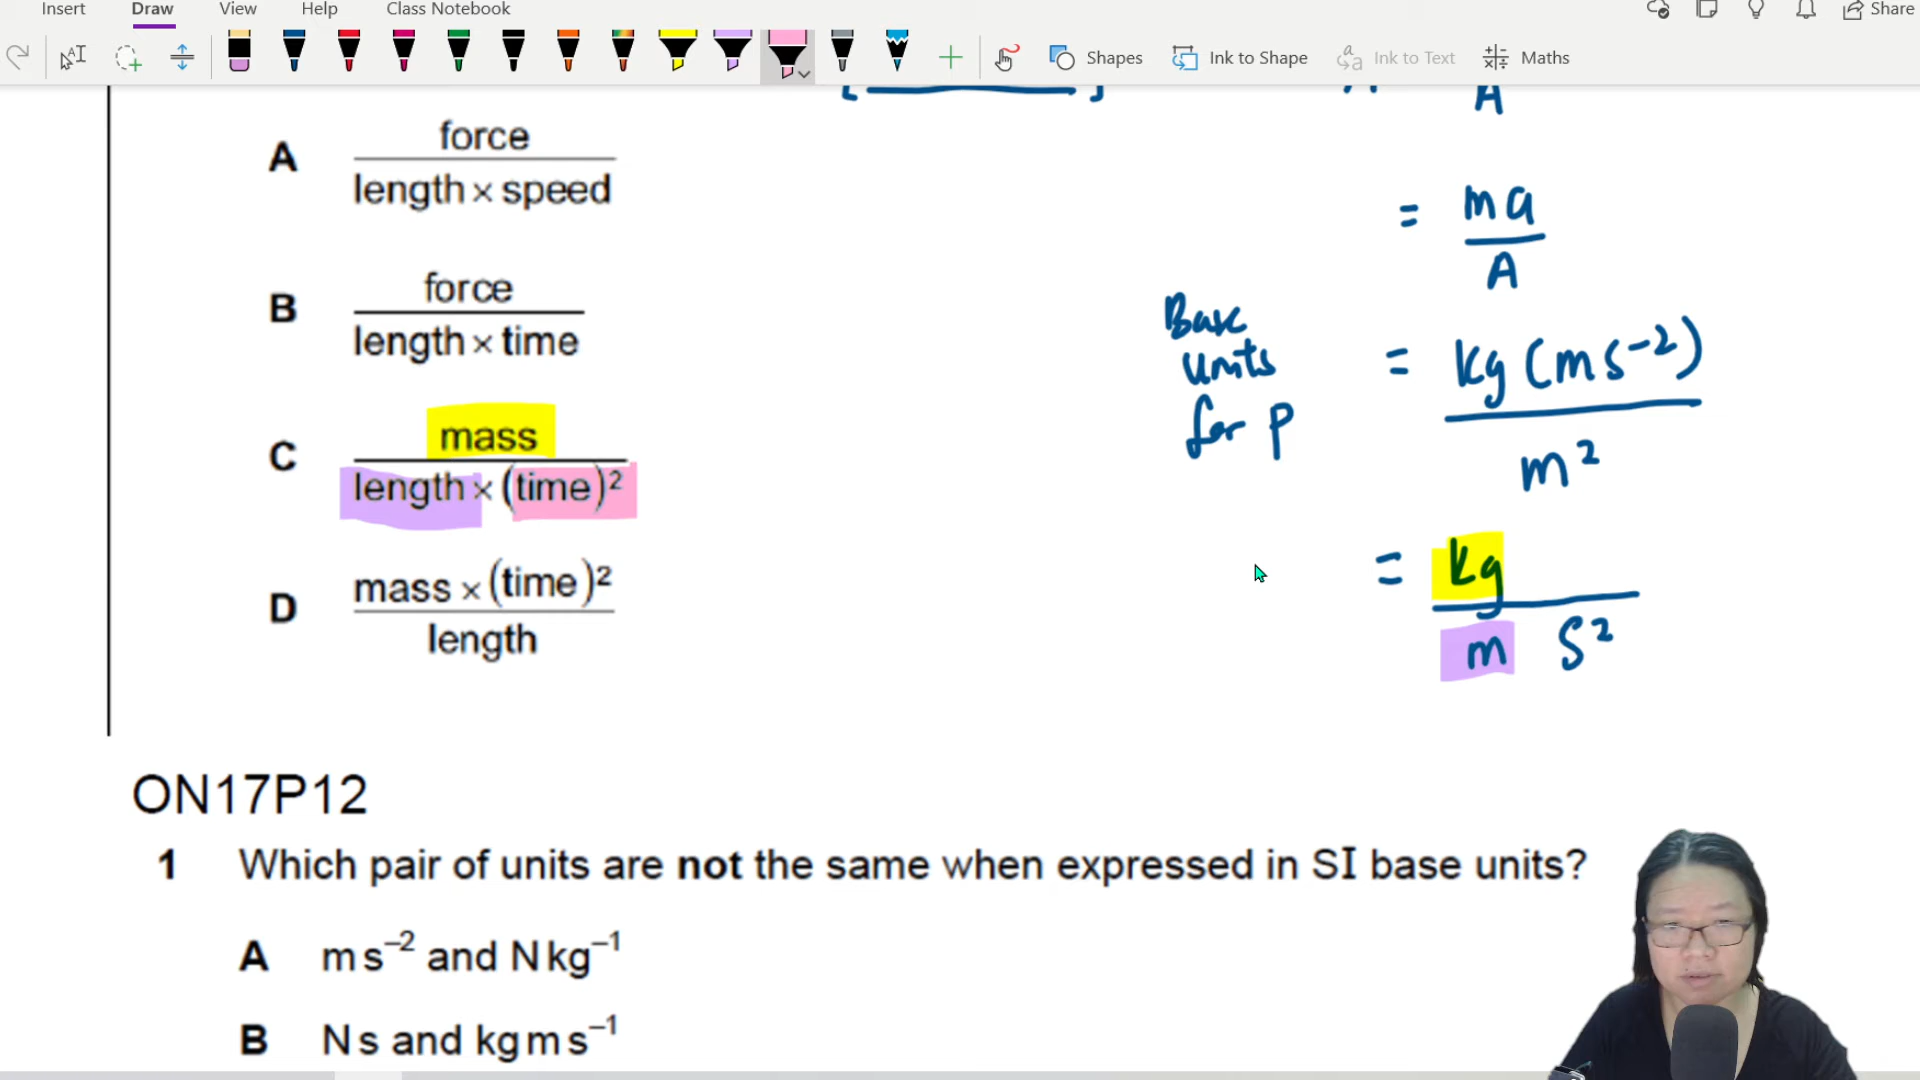 Insert Draw View Help Class Notebook Share
Shapes Ink to Shape Ink to Text Maths
A
A force
length × speed
= ma
A
B force
length × time
Base
units
for P
= kg (m s⁻²)
m²
C mass
length × (time)²
= kg
m s²
D mass × (time)²
length
ON17P12
1 Which pair of units are not the same when expressed in SI base units?
A m s⁻² and N kg⁻¹
B N s and kg m s⁻¹